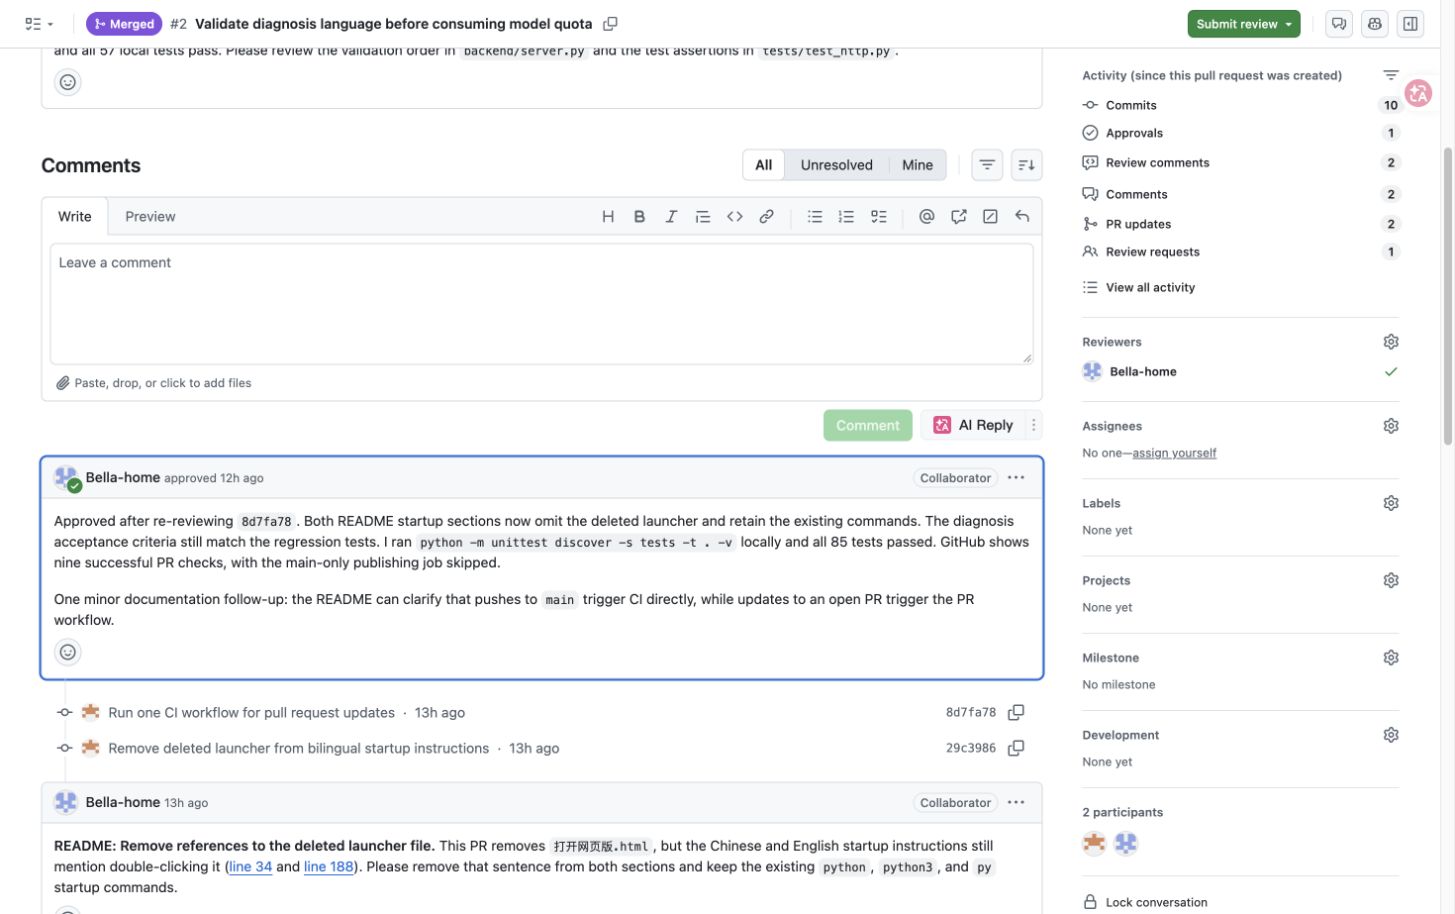 Merged #2 Validate diagnosis language before consuming model quota
Submit review
and all 57 local tests pass. Please review the validation order in backend/server.py and the test assertions in tests/test_http.py .
Comments
All Unresolved Mine
Write Preview
Leave a comment
Paste, drop, or click to add files
Comment AI Reply
Bella-home approved 12h ago Collaborator
Approved after re-reviewing 8d7fa78 . Both README startup sections now omit the deleted launcher and retain the existing commands. The diagnosis
acceptance criteria still match the regression tests. I ran python -m unittest discover -s tests -t . -v locally and all 85 tests passed. GitHub shows
nine successful PR checks, with the main-only publishing job skipped.
One minor documentation follow-up: the README can clarify that pushes to main trigger CI directly, while updates to an open PR trigger the PR
workflow.
Run one CI workflow for pull request updates · 13h ago 8d7fa78
Remove deleted launcher from bilingual startup instructions · 13h ago 29c3986
Bella-home 13h ago Collaborator
README: Remove references to the deleted launcher file. This PR removes 打开网页版.html , but the Chinese and English startup instructions still
mention double-clicking it (line 34 and line 188). Please remove that sentence from both sections and keep the existing python , python3 , and py
startup commands.
Activity (since this pull request was created)
Commits 10
Approvals 1
Review comments 2
Comments 2
PR updates 2
Review requests 1
View all activity
Reviewers
Bella-home
Assignees
No one—assign yourself
Labels
None yet
Projects
None yet
Milestone
No milestone
Development
None yet
2 participants
Lock conversation